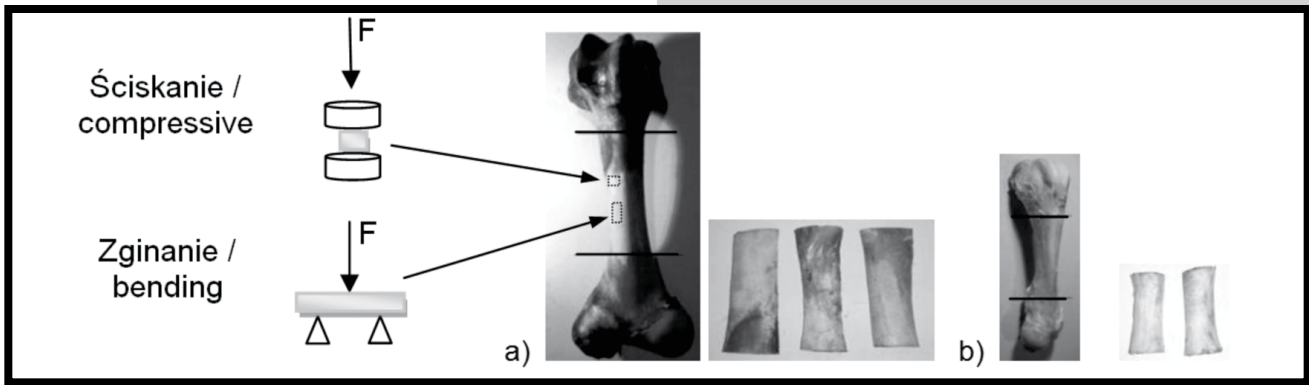 F
Ściskanie /
compressive
F
Zginanie /
bending
a)
b)